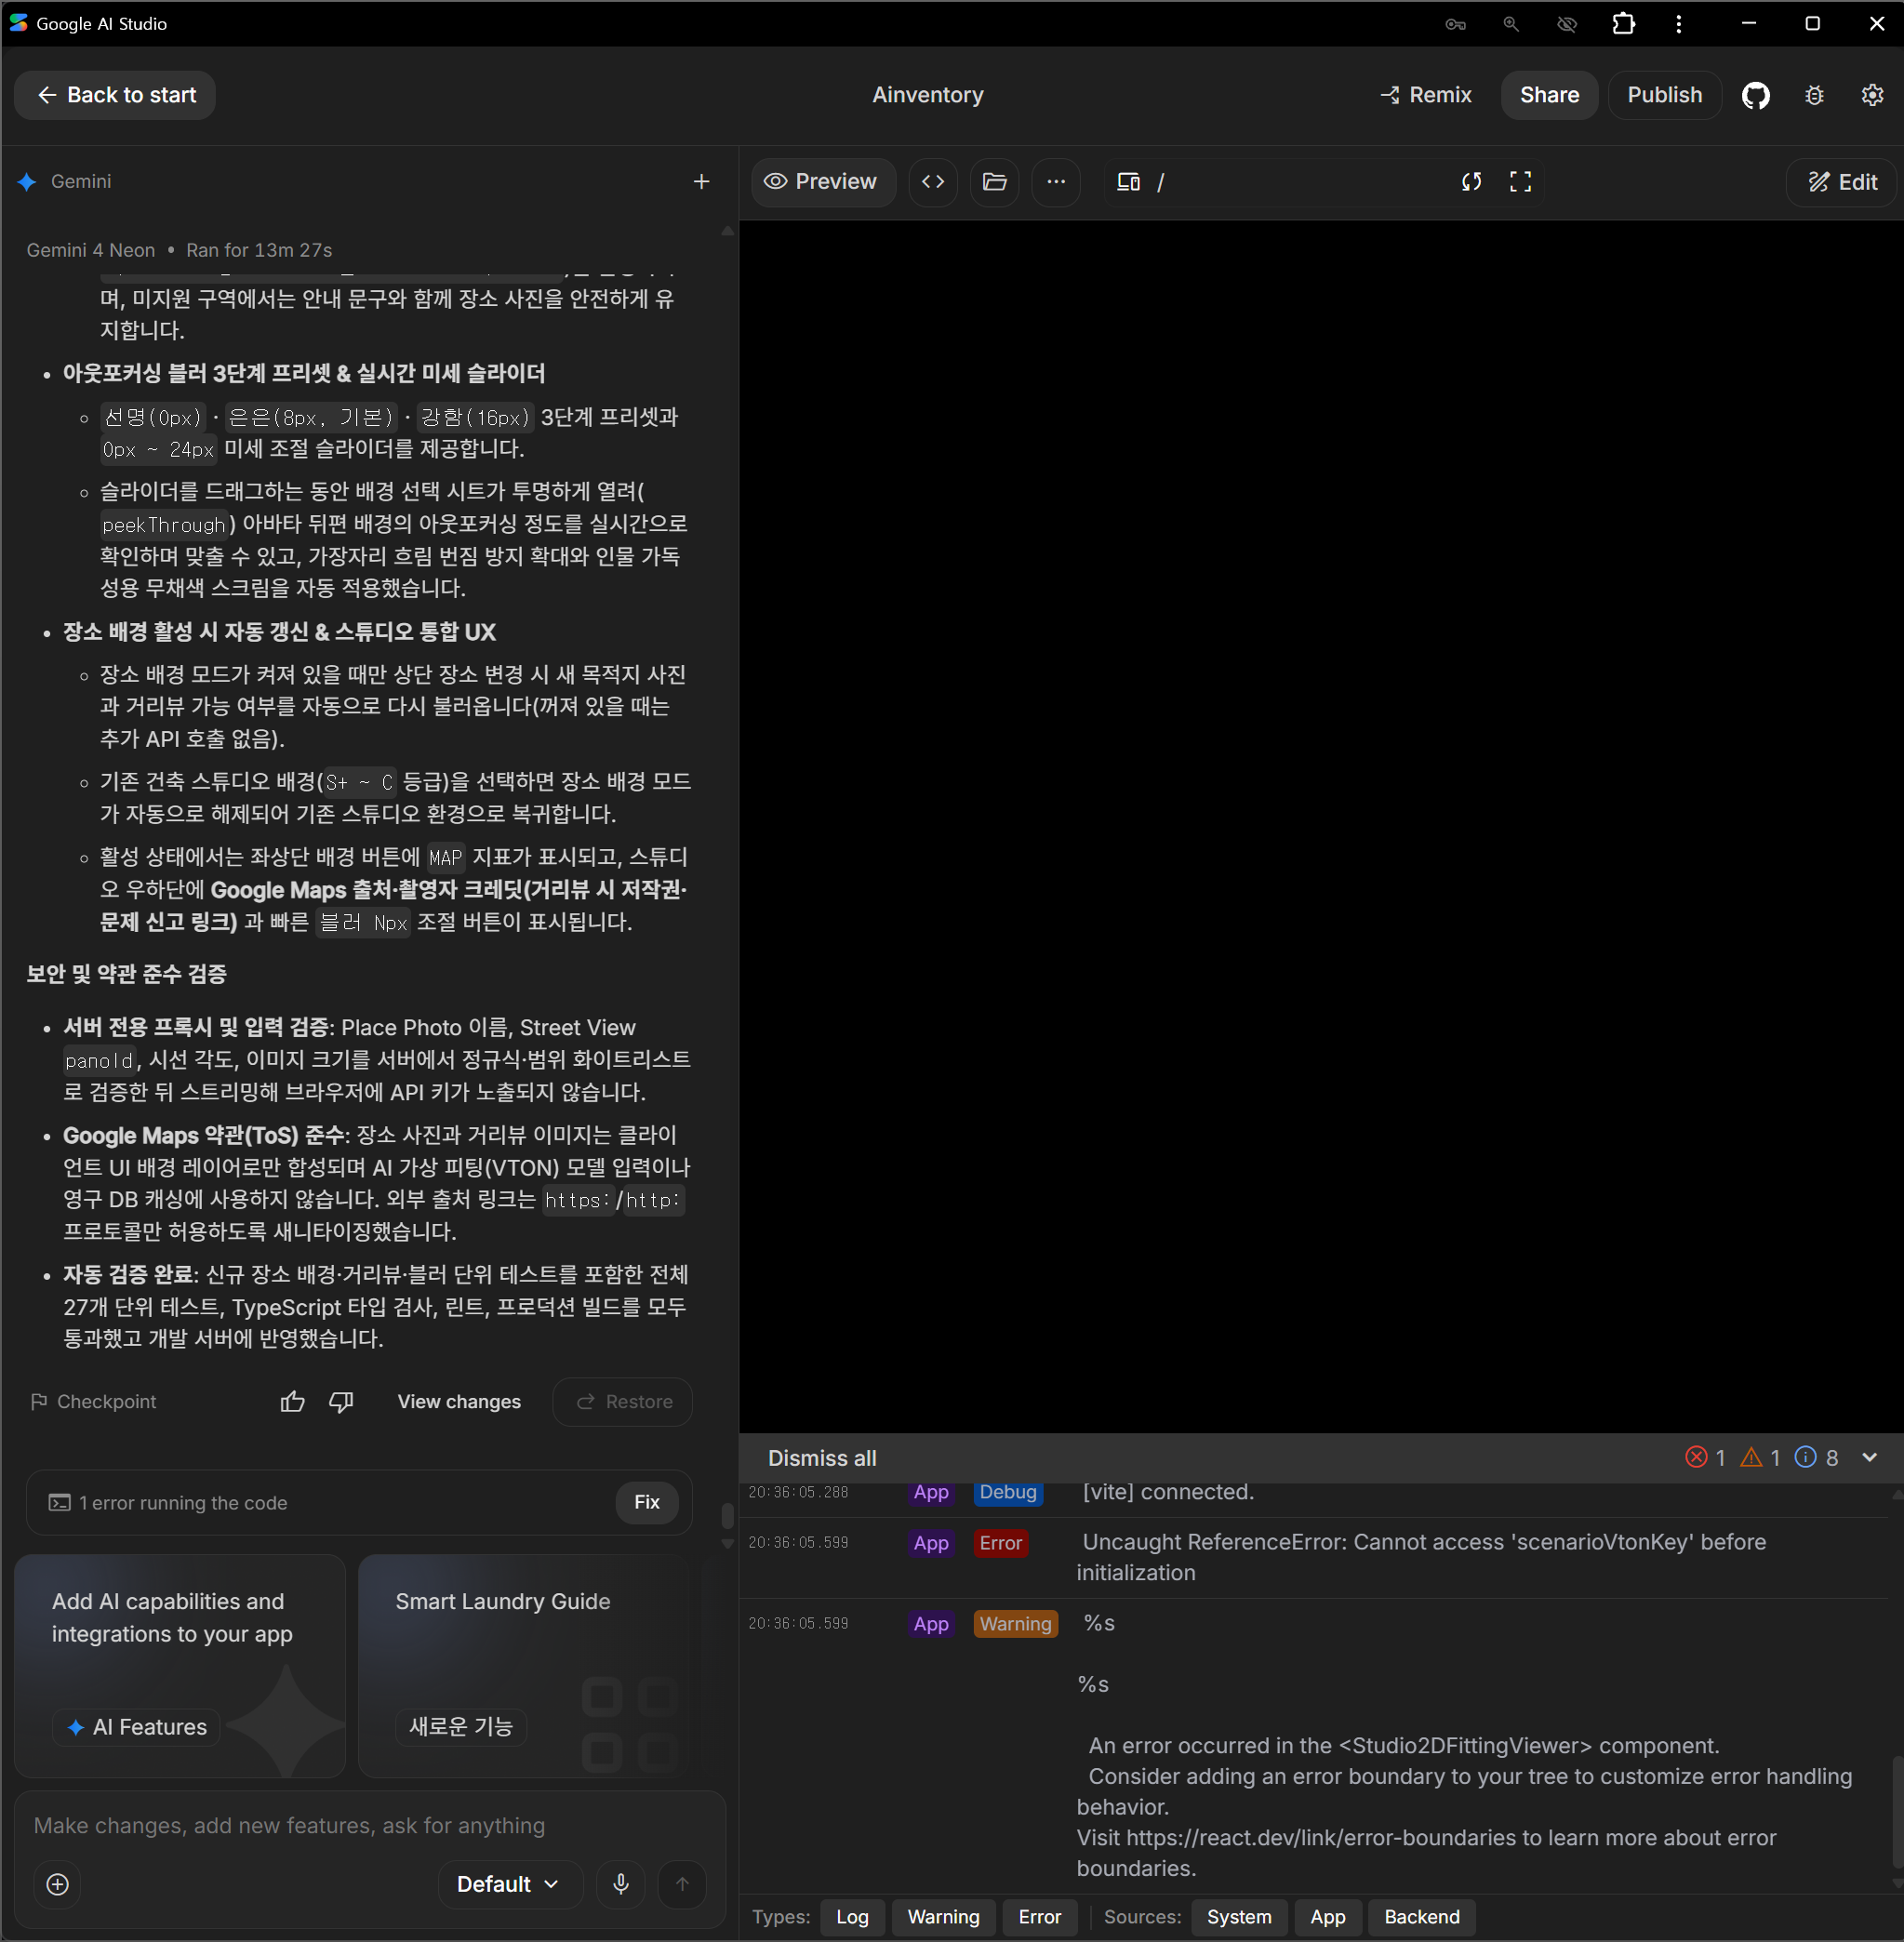 Google AI Studio
Back to start
Ainventory
Remix
Share
Publish
Gemini
Preview
/
Edit
Gemini 4 Neon • Ran for 13m 27s
며, 미지원 구역에서는 안내 문구와 함께 장소 사진을 안전하게 유
지합니다.
• 아웃포커싱 블러 3단계 프리셋 & 실시간 미세 슬라이더
◦ 선명(0px) · 은은(8px, 기본) · 강함(16px) 3단계 프리셋과
0px ~ 24px 미세 조절 슬라이더를 제공합니다.
◦ 슬라이더를 드래그하는 동안 배경 선택 시트가 투명하게 열려(
peekThrough) 아바타 뒤편 배경의 아웃포커싱 정도를 실시간으로
확인하며 맞출 수 있고, 가장자리 흐림 번짐 방지 확대와 인물 가독
성용 무채색 스크림을 자동 적용했습니다.
• 장소 배경 활성 시 자동 갱신 & 스튜디오 통합 UX
◦ 장소 배경 모드가 켜져 있을 때만 상단 장소 변경 시 새 목적지 사진
과 거리뷰 가능 여부를 자동으로 다시 불러옵니다(꺼져 있을 때는
추가 API 호출 없음).
◦ 기존 건축 스튜디오 배경(S+ ~ C 등급)을 선택하면 장소 배경 모드
가 자동으로 해제되어 기존 스튜디오 환경으로 복귀합니다.
◦ 활성 상태에서는 좌상단 배경 버튼에 MAP 지표가 표시되고, 스튜디
오 우하단에 Google Maps 출처·촬영자 크레딧(거리뷰 시 저작권·
문제 신고 링크) 과 빠른 블러 Npx 조절 버튼이 표시됩니다.
보안 및 약관 준수 검증
• 서버 전용 프록시 및 입력 검증: Place Photo 이름, Street View
panoId, 시선 각도, 이미지 크기를 서버에서 정규식·범위 화이트리스트
로 검증한 뒤 스트리밍해 브라우저에 API 키가 노출되지 않습니다.
• Google Maps 약관(ToS) 준수: 장소 사진과 거리뷰 이미지는 클라이
언트 UI 배경 레이어로만 합성되며 AI 가상 피팅(VTON) 모델 입력이나
영구 DB 캐싱에 사용하지 않습니다. 외부 출처 링크는 https:/http:
프로토콜만 허용하도록 새니타이징했습니다.
• 자동 검증 완료: 신규 장소 배경·거리뷰·블러 단위 테스트를 포함한 전체
27개 단위 테스트, TypeScript 타입 검사, 린트, 프로덕션 빌드를 모두
통과했고 개발 서버에 반영했습니다.
Checkpoint
View changes
Restore
1 error running the code
Fix
Add AI capabilities and
integrations to your app
AI Features
Smart Laundry Guide
새로운 기능
Make changes, add new features, ask for anything
Default
Dismiss all
1 1 8
20:36:05.288 App Debug [vite] connected.
20:36:05.599 App Error Uncaught ReferenceError: Cannot access 'scenarioVtonKey' before
initialization
20:36:05.599 App Warning %s
%s
An error occurred in the <Studio2DFittingViewer> component.
Consider adding an error boundary to your tree to customize error handling
behavior.
Visit https://react.dev/link/error-boundaries to learn more about error
boundaries.
Types: Log Warning Error Sources: System App Backend